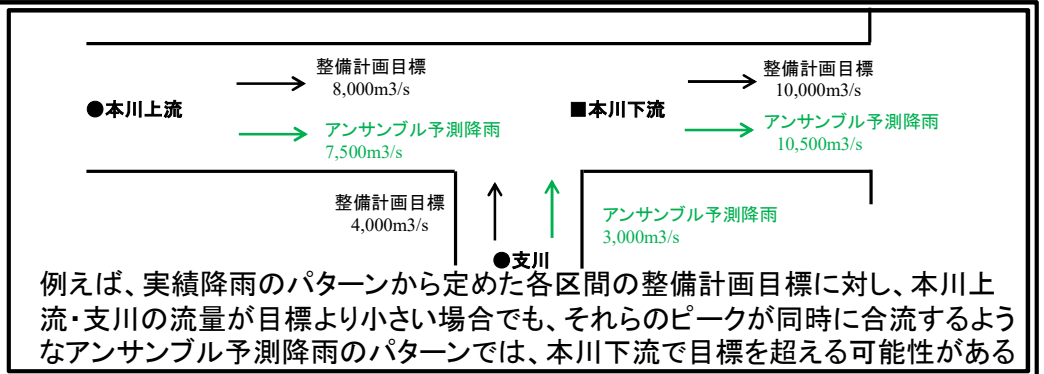 整備計画目標
8,000m3/s
●本川上流
アンサンブル予測降雨
7,500m3/s
整備計画目標
10,000m3/s
■本川下流
アンサンブル予測降雨
10,500m3/s
整備計画目標
4,000m3/s
アンサンブル予測降雨
3,000m3/s
●支川
例えば、実績降雨のパターンから定めた各区間の整備計画目標に対し、本川上
流・支川の流量が目標より小さい場合でも、それらのピークが同時に合流するよう
なアンサンブル予測降雨のパターンでは、本川下流で目標を超える可能性がある